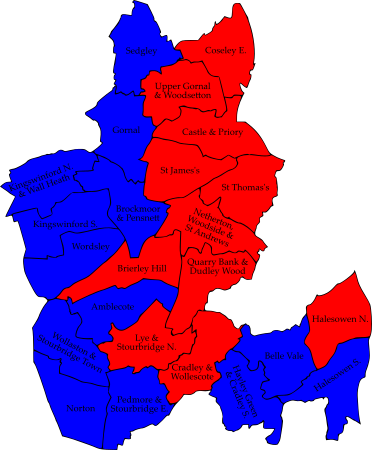 Sedgley
Coseley E.
Upper Gornal
& Woodsetton
Gornal
Castle & Priory
St James's
St Thomas's
Kingswinford N.
& Wall Heath
Brockmoor
& Pensnett
Kingswinford S.
Netherton,
Woodside &
St Andrews
Wordsley
Quarry Bank &
Dudley Wood
Brierley Hill
Amblecote
Halesowen N.
Lye &
Stourbridge N.
Wollaston &
Stourbridge Town
Belle Vale
Cradley &
Wollescote
Halesowen S.
Hayley Green
& Cradley S.
Norton
Pedmore &
Stourbridge E.